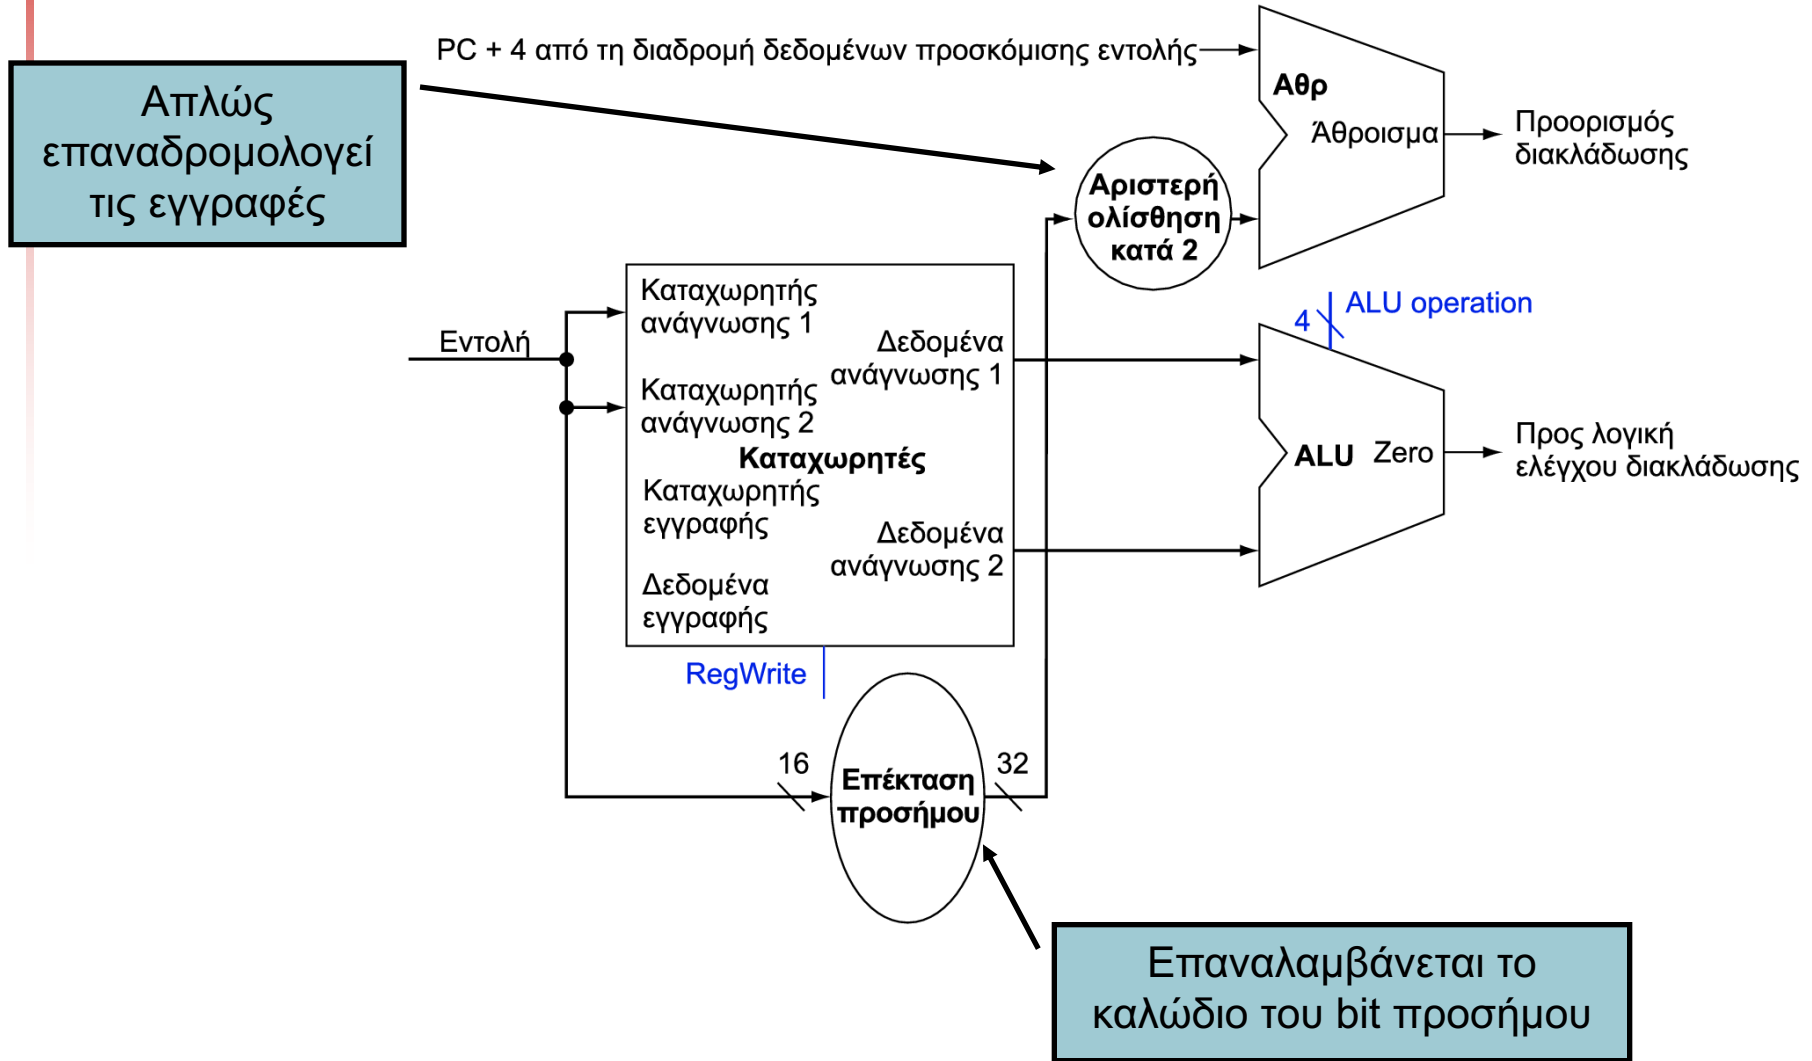 PC + 4 από τη διαδρομή δεδομένων προσκόμισης εντολής
Απλώς
επαναδρομολογεί
τις εγγραφές
Αθρ
Άθροισμα
Προορισμός
διακλάδωσης
Αριστερή
ολίσθηση
κατά 2
Εντολή
Καταχωρητής
ανάγνωσης 1
Καταχωρητής
ανάγνωσης 2
Καταχωρητές
Καταχωρητής
εγγραφής
Δεδομένα
εγγραφής
Δεδομένα
ανάγνωσης 1
Δεδομένα
ανάγνωσης 2
RegWrite
4
ALU operation
ALU
Zero
Προς λογική
ελέγχου διακλάδωσης
16
Επέκταση
προσήμου
32
Επαναλαμβάνεται το
καλώδιο του bit προσήμου